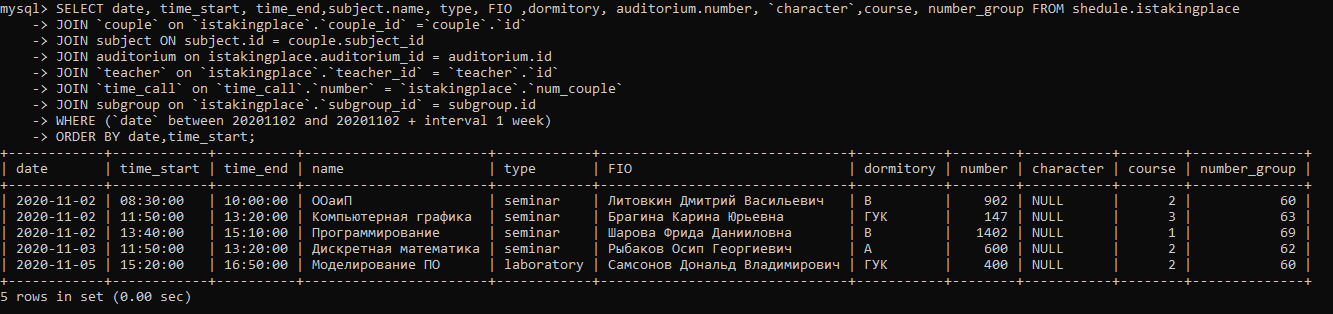 mysql> SELECT date, time_start, time_end,subject.name, type, FIO ,dormitory, auditorium.number, `character`,course, number_group FROM shedule.istakingplace
    -> JOIN `couple` on `istakingplace`.`couple_id` =`couple`.`id`
    -> JOIN subject ON subject.id = couple.subject_id
    -> JOIN auditorium on istakingplace.auditorium_id = auditorium.id
    -> JOIN `teacher` on `istakingplace`.`teacher_id` = `teacher`.`id`
    -> JOIN `time_call` on `time_call`.`number` = `istakingplace`.`num_couple`
    -> JOIN subgroup on `istakingplace`.`subgroup_id` = subgroup.id
    -> WHERE (`date` between 20201102 and 20201102 + interval 1 week)
    -> ORDER BY date,time_start;
+------------+------------+----------+-----------------------+------------+-------------------------------+-----------+--------+-----------+--------+--------------+
| date       | time_start | time_end | name                  | type       | FIO                           | dormitory | number | character | course | number_group |
+------------+------------+----------+-----------------------+------------+-------------------------------+-----------+--------+-----------+--------+--------------+
| 2020-11-02 | 08:30:00   | 10:00:00 | ООаиП                 | seminar    | Литовкин Дмитрий Васильевич   | В         |    902 | NULL      |      2 |           60 |
| 2020-11-02 | 11:50:00   | 13:20:00 | Компьютерная графика  | seminar    | Брагина Карина Юрьевна        | ГУК       |    147 | NULL      |      3 |           63 |
| 2020-11-02 | 13:40:00   | 15:10:00 | Программирование      | seminar    | Шарова Фрида Данииловна       | В         |   1402 | NULL      |      1 |           69 |
| 2020-11-03 | 11:50:00   | 13:20:00 | Дискретная математика | seminar    | Рыбаков Осип Георгиевич       | А         |    600 | NULL      |      2 |           62 |
| 2020-11-05 | 15:20:00   | 16:50:00 | Моделирование ПО      | laboratory | Самсонов Дональд Владимирович | ГУК       |    400 | NULL      |      2 |           60 |
+------------+------------+----------+-----------------------+------------+-------------------------------+-----------+--------+-----------+--------+--------------+
5 rows in set (0.00 sec)